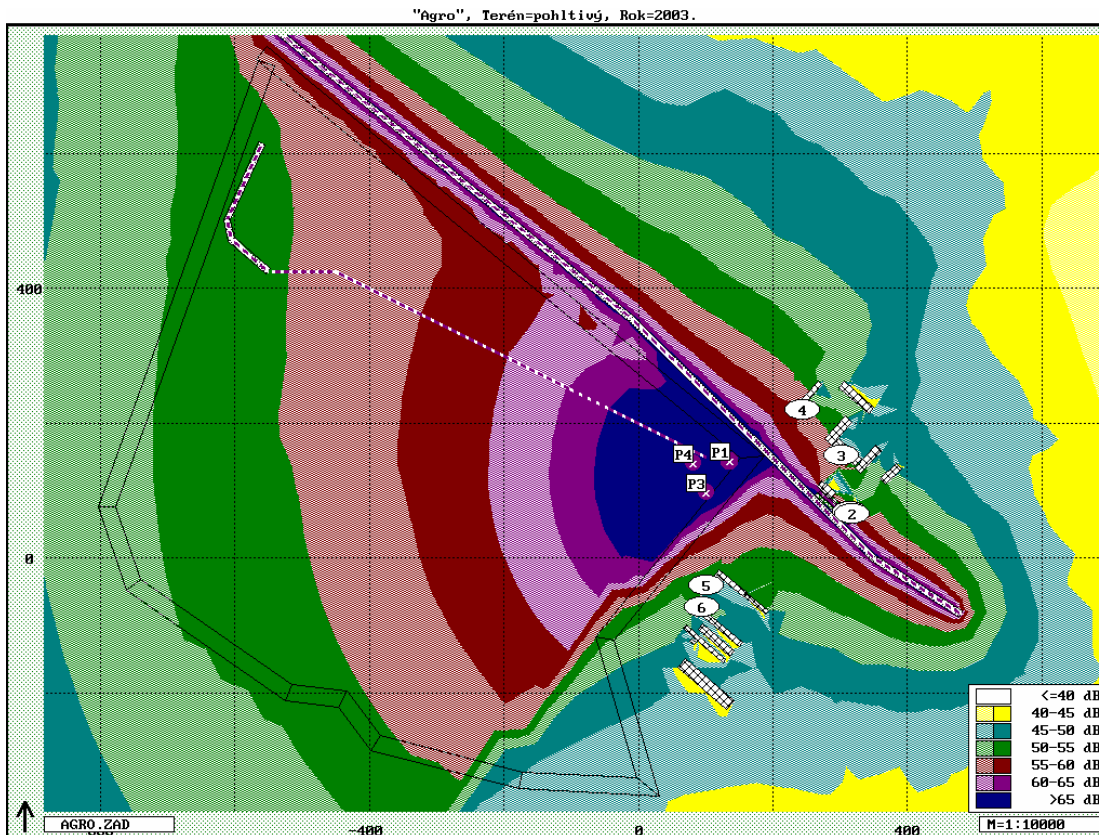 "Agro", Terén=pohltivý, Rok=2003.
400
4
P4
P1
3
P3
2
0
5
6
<=40 dB
40-45 dB
45-50 dB
50-55 dB
55-60 dB
60-65 dB
>65 dB
AGRO.ZAD
-400
0
400
M=1:10000